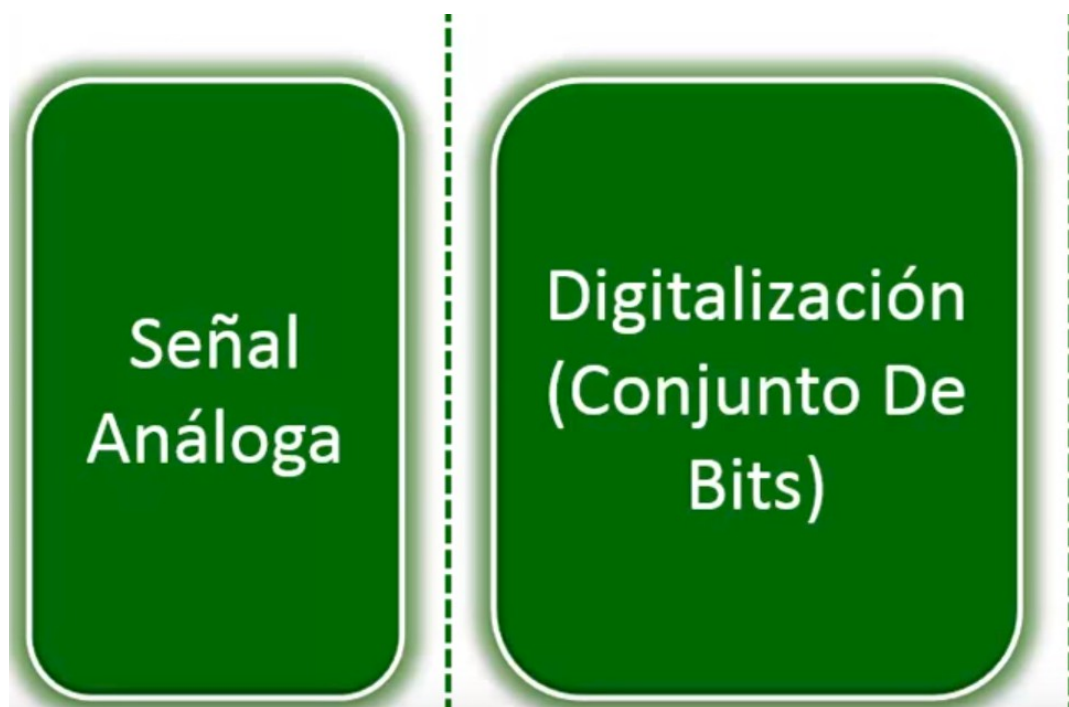 Señal
Análoga
Digitalización
(Conjunto De
Bits)